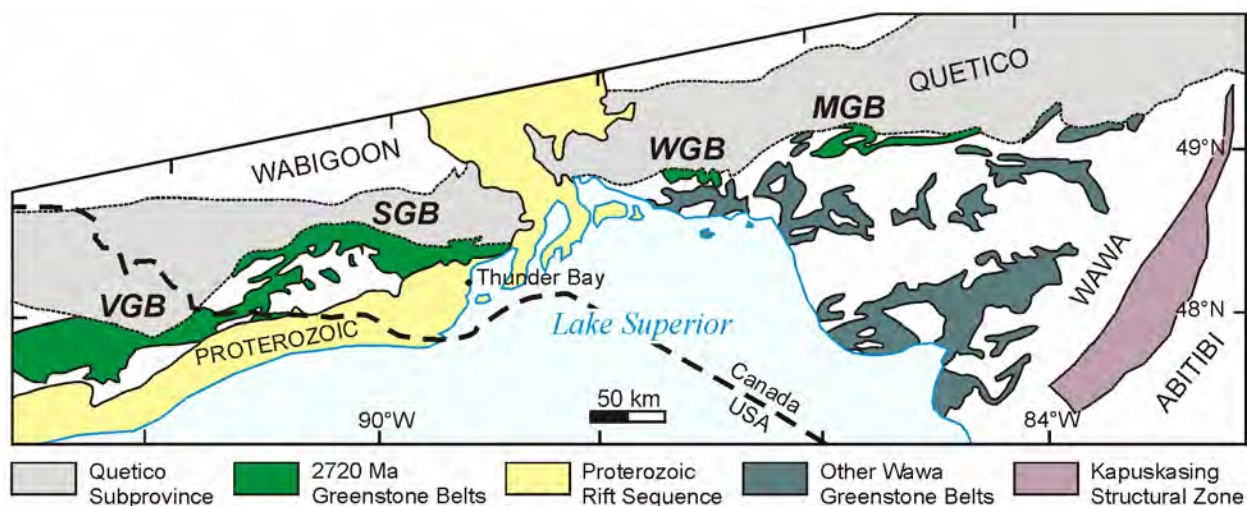 QUETICO
MGB
WABIGOON
WGB
49°N
SGB
WAWA
Thunder Bay
VGB
48°N
PROTEROZOIC
Lake Superior
ABITIBI
Canada
50 km
USA
90°W
84°W
Quetico
Subprovince
2720 Ma
Greenstone Belts
Proterozoic
Rift Sequence
Other Wawa
Greenstone Belts
Kapuskasing
Structural Zone